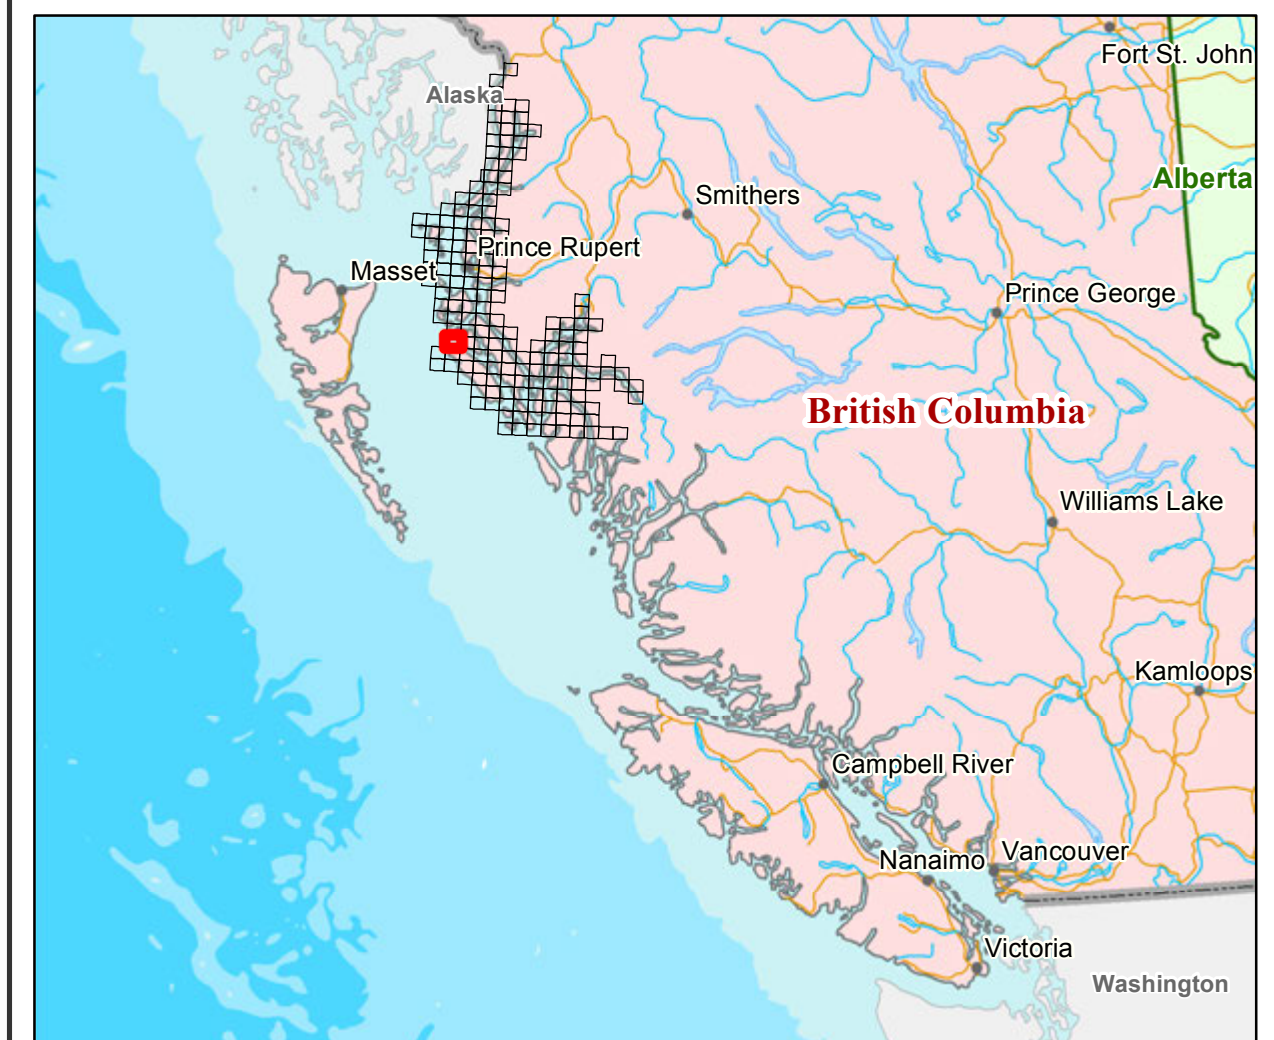 Fort St. John
Alaska
Alberta
Smithers
Prince Rupert
Masset
Prince George
British Columbia
Williams Lake
Kamloops
Campbell River
Nanaimo
Vancouver
Victoria
Washington